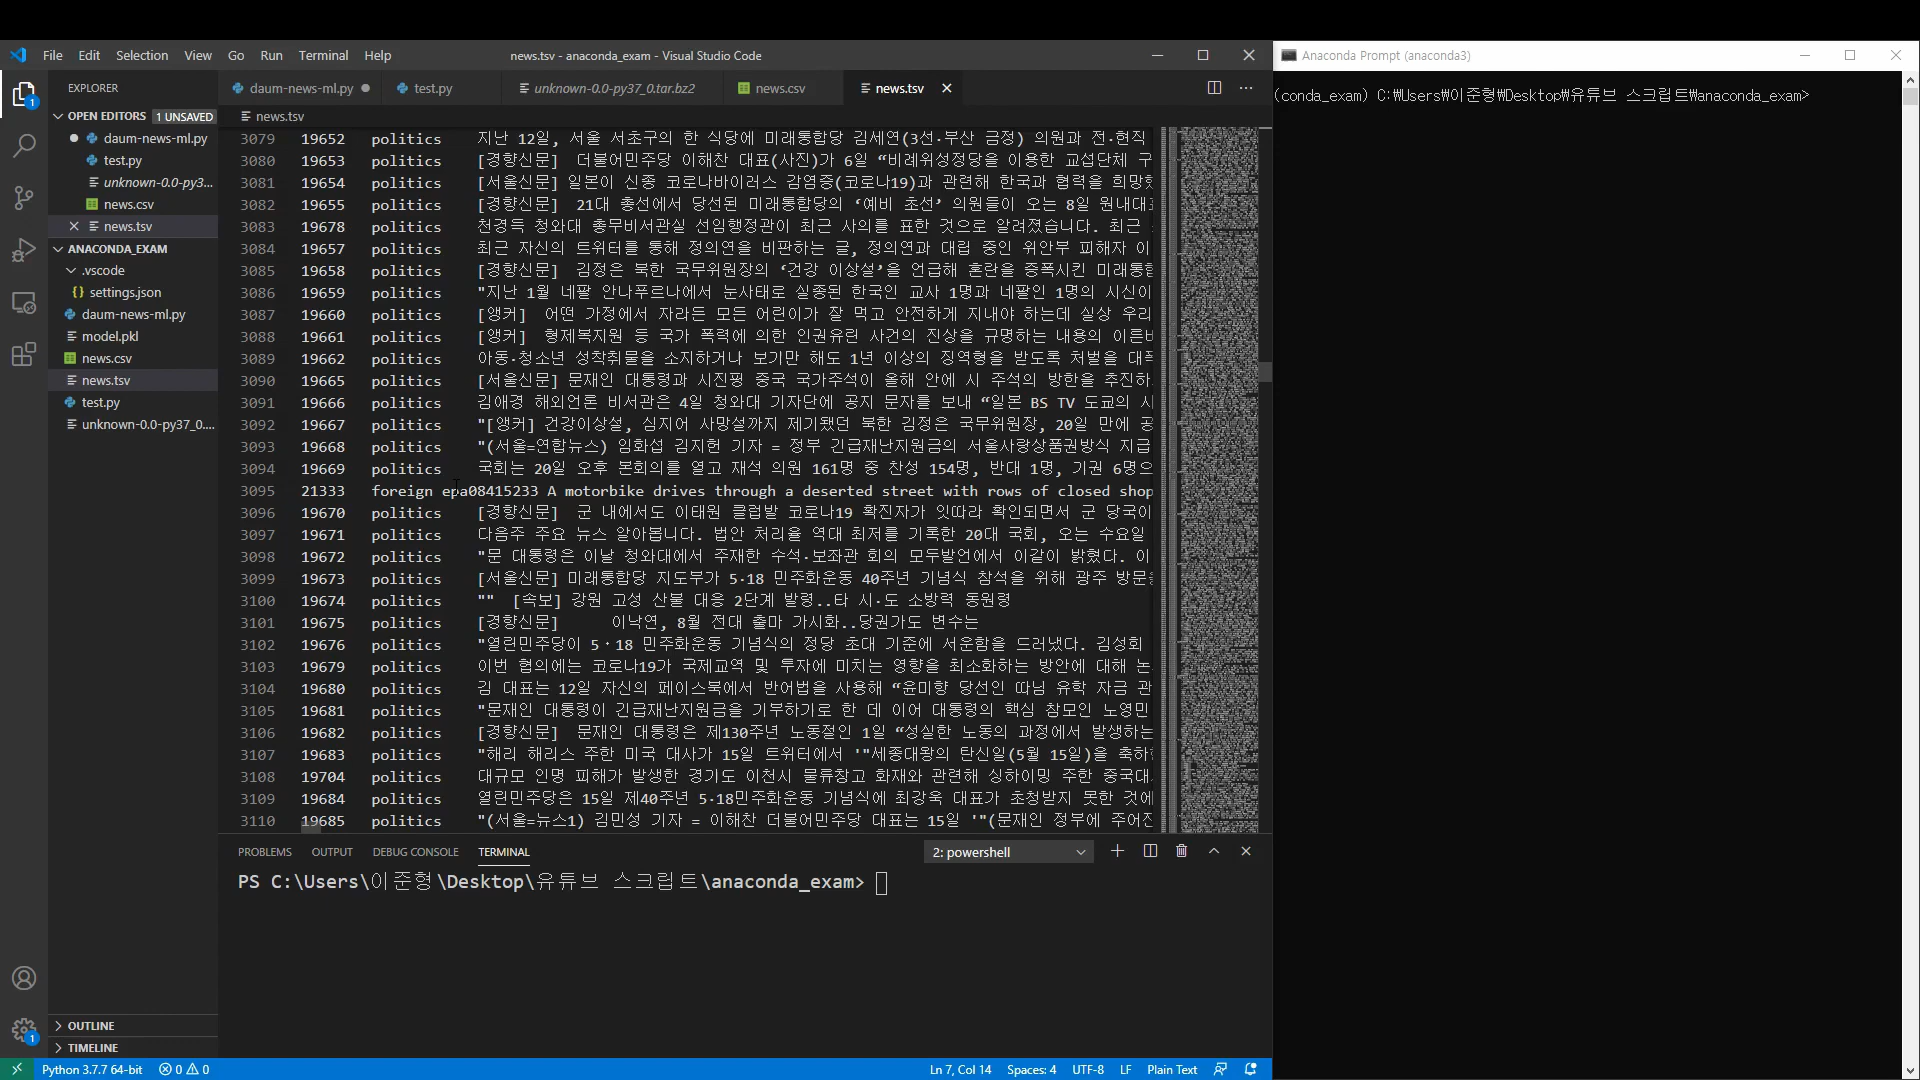 File Edit Selection View Go Run Terminal Help
news.tsv - anaconda_exam - Visual Studio Code
Anaconda Prompt (anaconda3)
EXPLORER
daum-news-ml.py
test.py
unknown-0.0-py37_0.tar.bz2
news.csv
news.tsv
OPEN EDITORS 1 UNSAVED
daum-news-ml.py
test.py
unknown-0.0-py3...
news.csv
news.tsv
ANACONDA_EXAM
.vscode
settings.json
daum-news-ml.py
model.pkl
news.csv
news.tsv
test.py
unknown-0.0-py37_0....
OUTLINE
TIMELINE
news.tsv
3079 19652 politics 지난 12일, 서울 서초구의 한 식당에 미래통합당 김세연(3선·부산 금정) 의원과 전·현직
3080 19653 politics [경향신문] 더불어민주당 이해찬 대표(사진)가 6일 “비례위성정당을 이용한 교섭단체 구
3081 19654 politics [서울신문] 일본이 신종 코로나바이러스 감염증(코로나19)과 관련해 한국과 협력을 희망했
3082 19655 politics [경향신문] 21대 총선에서 당선된 미래통합당의 ‘예비 초선’ 의원들이 오는 8일 원내대표
3083 19678 politics 천경득 청와대 총무비서관실 선임행정관이 최근 사의를 표한 것으로 알려졌습니다. 최근
3084 19657 politics 최근 자신의 트위터를 통해 정의연을 비판하는 글, 정의연과 대립 중인 위안부 피해자 이
3085 19658 politics [경향신문] 김정은 북한 국무위원장의 ‘건강 이상설’을 언급해 혼란을 증폭시킨 미래통합
3086 19659 politics "지난 1월 네팔 안나푸르나에서 눈사태로 실종된 한국인 교사 1명과 네팔인 1명의 시신이
3087 19660 politics [앵커] 어떤 가정에서 자라든 모든 어린이가 잘 먹고 안전하게 지내야 하는데 실상 우리
3088 19661 politics [앵커] 형제복지원 등 국가 폭력에 의한 인권유린 사건의 진상을 규명하는 내용의 이른바
3089 19662 politics 아동·청소년 성착취물을 소지하거나 보기만 해도 1년 이상의 징역형을 받도록 처벌을 대폭
3090 19665 politics [서울신문] 문재인 대통령과 시진핑 중국 국가주석이 올해 안에 시 주석의 방한을 추진하
3091 19666 politics 김애경 해외언론 비서관은 4일 청와대 기자단에 공지 문자를 보내 “일본 BS TV 도쿄의 시
3092 19667 politics "[앵커] 건강이상설, 심지어 사망설까지 제기됐던 북한 김정은 국무위원장, 20일 만에 공
3093 19668 politics "(서울=연합뉴스) 임화섭 김지헌 기자 = 정부 긴급재난지원금의 서울사랑상품권방식 지급
3094 19669 politics 국회는 20일 오후 본회의를 열고 재석 의원 161명 중 찬성 154명, 반대 1명, 기권 6명으
3095 21333 foreign epa08415233 A motorbike drives through a deserted street with rows of closed shop
3096 19670 politics [경향신문] 군 내에서도 이태원 클럽발 코로나19 확진자가 잇따라 확인되면서 군 당국이
3097 19671 politics 다음주 주요 뉴스 알아봅니다. 법안 처리율 역대 최저를 기록한 20대 국회, 오는 수요일
3098 19672 politics "문 대통령은 이날 청와대에서 주재한 수석·보좌관 회의 모두발언에서 이같이 밝혔다. 이
3099 19673 politics [서울신문] 미래통합당 지도부가 5·18 민주화운동 40주년 기념식 참석을 위해 광주 방문을
3100 19674 politics "" [속보] 강원 고성 산불 대응 2단계 발령..타 시·도 소방력 동원령
3101 19675 politics [경향신문] 이낙연, 8월 전대 출마 가시화..당권가도 변수는
3102 19676 politics "열린민주당이 5·18 민주화운동 기념식의 정당 초대 기준에 서운함을 드러냈다. 김성회
3103 19679 politics 이번 협의에는 코로나19가 국제교역 및 투자에 미치는 영향을 최소화하는 방안에 대해 논
3104 19680 politics 김 대표는 12일 자신의 페이스북에서 반어법을 사용해 “윤미향 당선인 따님 유학 자금 관
3105 19681 politics "문재인 대통령이 긴급재난지원금을 기부하기로 한 데 이어 대통령의 핵심 참모인 노영민
3106 19682 politics [경향신문] 문재인 대통령은 제130주년 노동절인 1일 “성실한 노동의 과정에서 발생하는
3107 19683 politics "해리 해리스 주한 미국 대사가 15일 트위터에서 '"세종대왕의 탄신일(5월 15일)을 축하
3108 19704 politics 대규모 인명 피해가 발생한 경기도 이천시 물류창고 화재와 관련해 싱하이밍 주한 중국대
3109 19684 politics 열린민주당은 15일 제40주년 5·18민주화운동 기념식에 최강욱 대표가 초청받지 못한 것에
3110 19685 politics "(서울=뉴스1) 김민성 기자 = 이해찬 더불어민주당 대표는 15일 '"(문재인 정부에 주어진
PROBLEMS OUTPUT DEBUG CONSOLE TERMINAL
2: powershell
PS C:\Users\이준형\Desktop\유튜브 스크립트\anaconda_exam>
(conda_exam) C:₩Users₩이준형₩Desktop₩유튜브 스크립트₩anaconda_exam>
Python 3.7.7 64-bit 0 0
Ln 7, Col 14 Spaces: 4 UTF-8 LF Plain Text